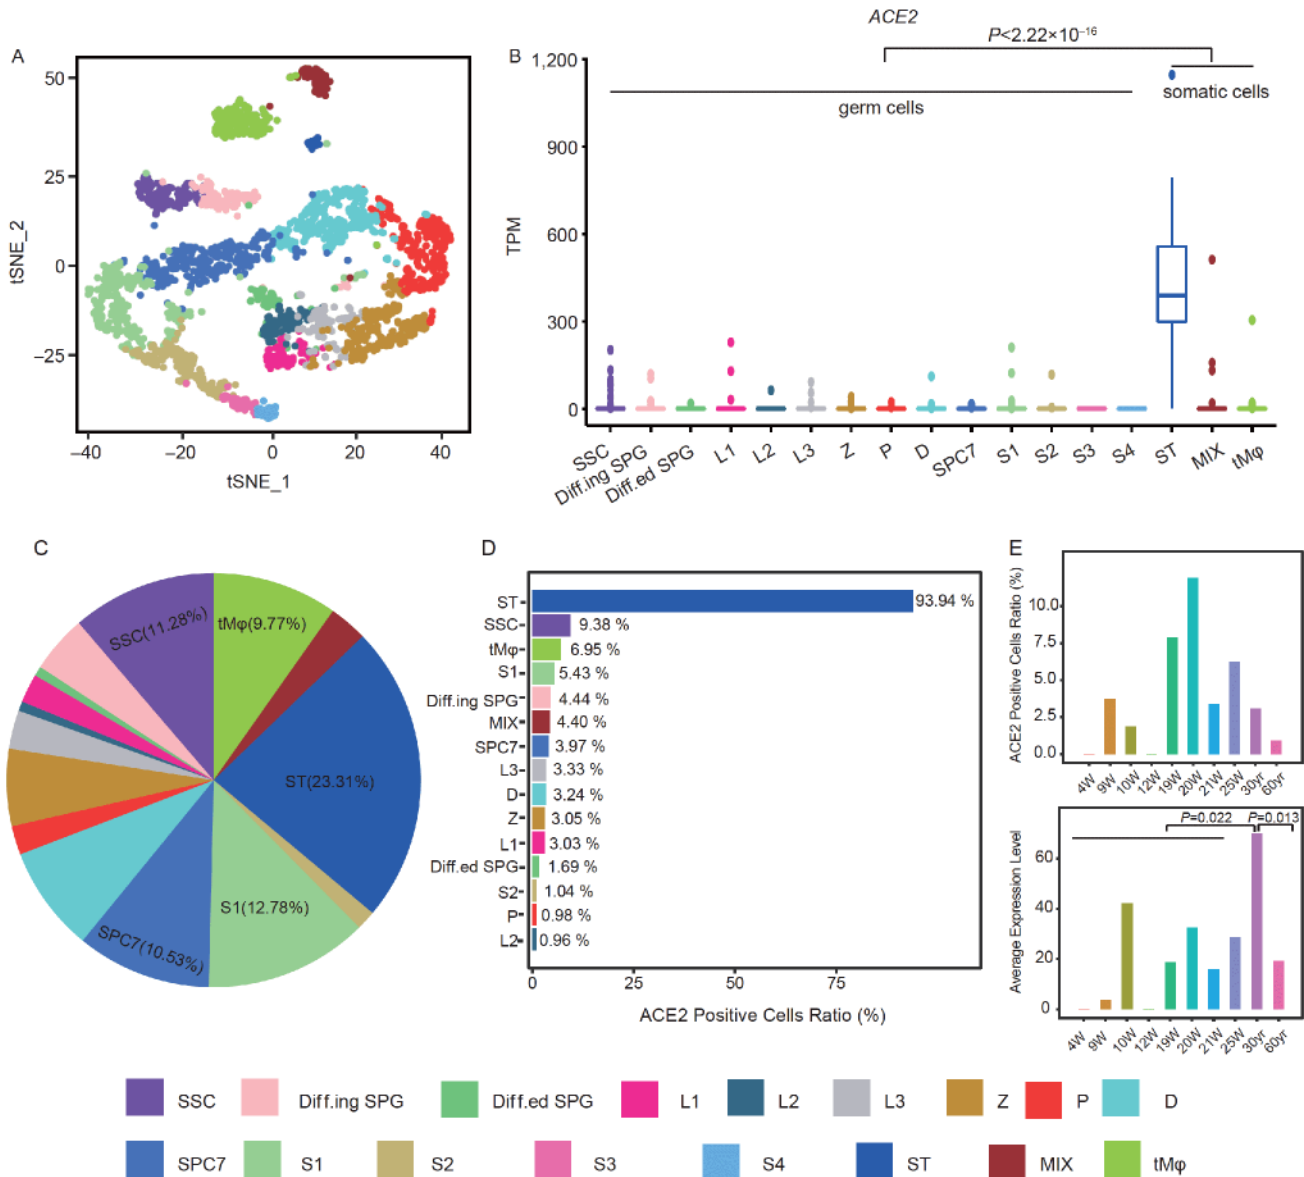 A
50
25
0
−25
tSNE_2
−40
−20
0
20
40
tSNE_1
B
ACE2
P<2.22×10⁻¹⁶
1,200
900
600
300
0
TPM
germ cells
somatic cells
SSC
Diff.ing SPG
Diff.ed SPG
L1
L2
L3
Z
P
D
SPC7
S1
S2
S3
S4
ST
MIX
tMφ
C
SSC(11.28%)
tMφ(9.77%)
ST(23.31%)
S1(12.78%)
SPC7(10.53%)
D
ST 93.94 %
SSC 9.38 %
tMφ 6.95 %
S1 5.43 %
Diff.ing SPG 4.44 %
MIX 4.40 %
SPC7 3.97 %
L3 3.33 %
D 3.24 %
Z 3.05 %
L1 3.03 %
Diff.ed SPG 1.69 %
S2 1.04 %
P 0.98 %
L2 0.96 %
0 25 50 75
ACE2 Positive Cells Ratio (%)
E
ACE2 Positive Cells Ratio (%)
10.0
7.5
5.0
2.5
0.0
4W 9W 10W 12W 19W 20W 21W 25W 30yr 60yr
P=0.022 P=0.013
Average Expression Level
60
40
20
0
4W 9W 10W 12W 19W 20W 21W 25W 30yr 60yr
SSC Diff.ing SPG Diff.ed SPG L1 L2 L3 Z P D
SPC7 S1 S2 S3 S4 ST MIX tMφ